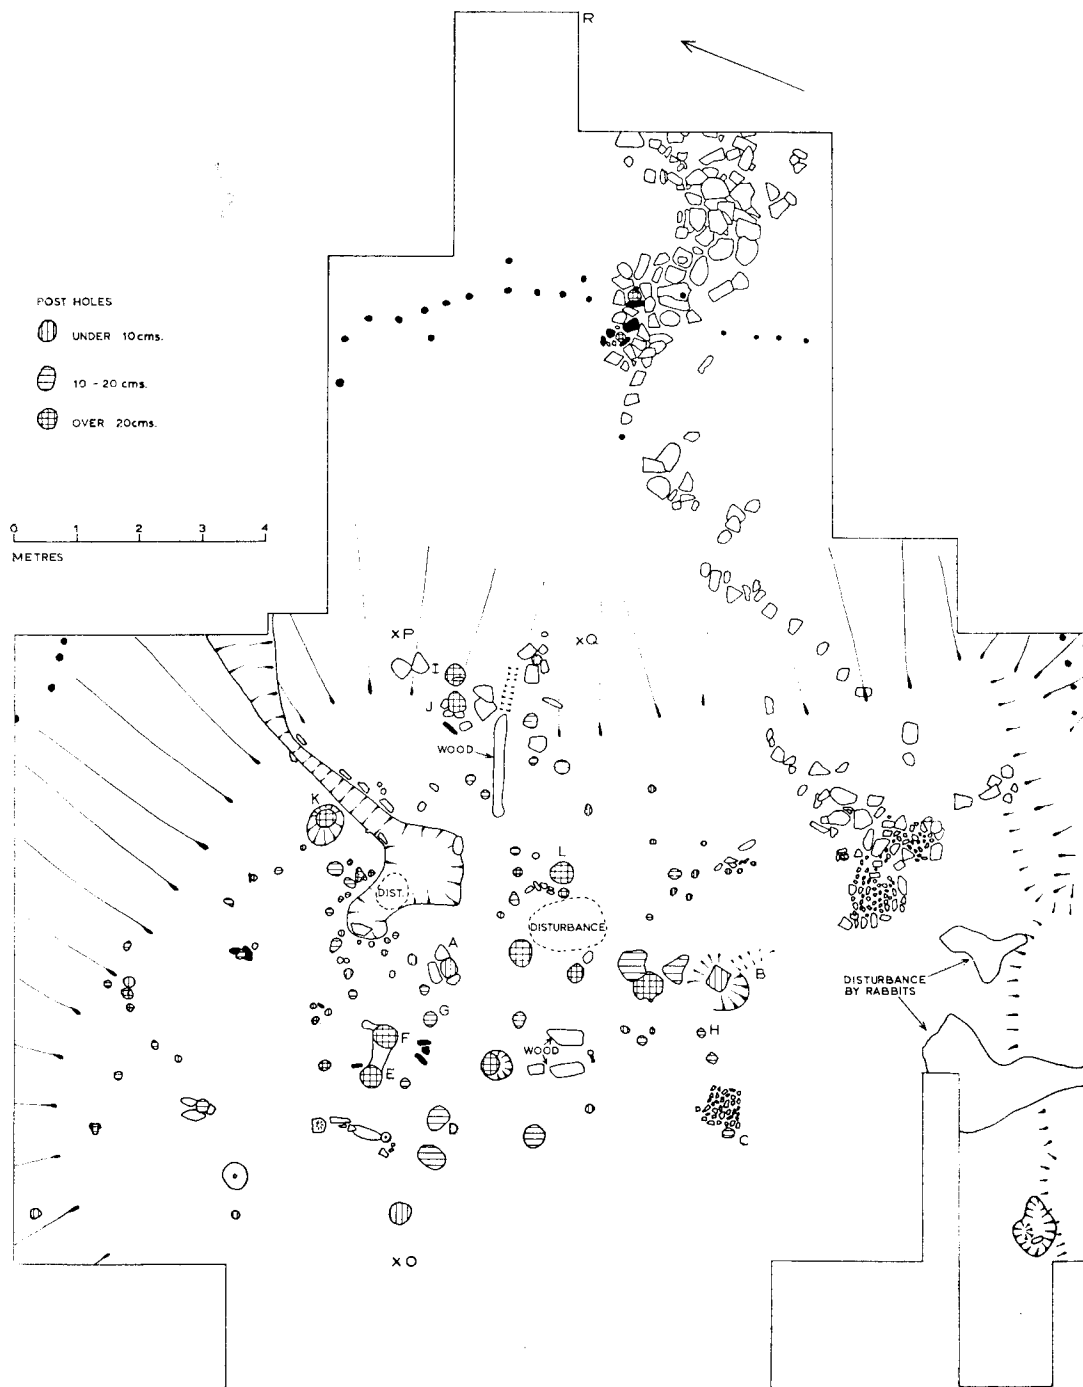 R
POST HOLES
UNDER 10cms.
10 - 20 cms.
OVER 20cms.
0 1 2 3 4
METRES
xP
xQ
I
J
WOOD
K
L
DIST.
DISTURBANCE
A
B
DISTURBANCE
BY RABBITS
G
H
F
WOOD
E
D
C
xO